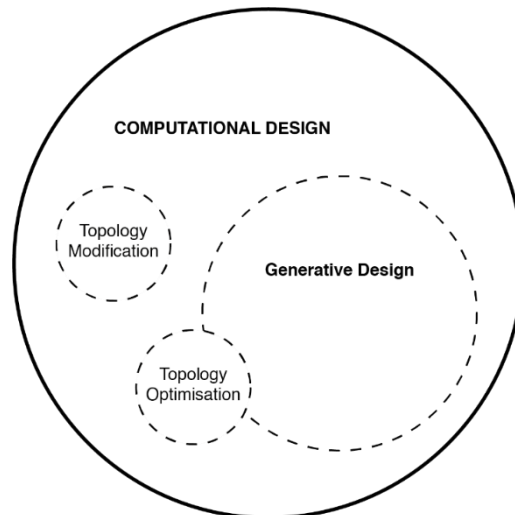 COMPUTATIONAL DESIGN
Topology
Modification
Generative Design
Topology
Optimisation